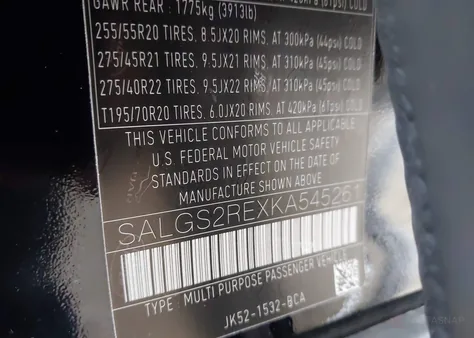 GAWR REAR : 1775kg (3913lb)
255/55R20 TIRES, 8.5JX20 RIMS, AT 300kPa (44psi) COLD
275/45R21 TIRES, 9.5JX21 RIMS, AT 310kPa (45psi) COLD
275/40R22 TIRES, 9.5JX22 RIMS, AT 310kPa (45psi) COLD
T195/70R20 TIRES, 6.0JX20 RIMS, AT 420kPa (61psi) COLD
THIS VEHICLE CONFORMS TO ALL APPLICABLE
U.S. FEDERAL MOTOR VEHICLE SAFETY
STANDARDS IN EFFECT ON THE DATE OF
MANUFACTURE SHOWN ABOVE
SALGS2REXKA545261
TYPE : MULTI PURPOSE PASSENGER VEHICLE
JK52-1532-BCA